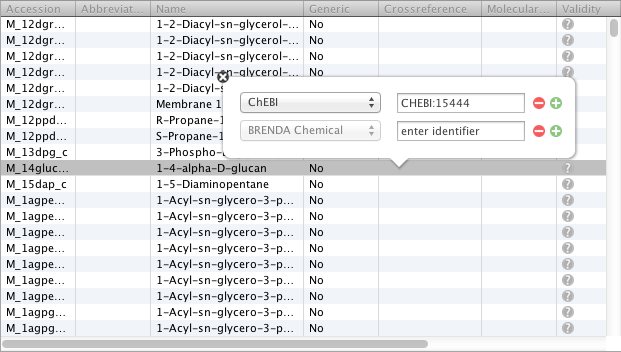 Accession Abbreviat... Name Generic Crossreference Molecular... Validity
M_12dgr... 1-2-Diacyl-sn-glycerol-... No ?
M_12dgr... 1-2-Diacyl-sn-glycerol-... No ?
M_12dgr... 1-2-Diacyl-sn-glycerol-... No ?
M_12dgr... 1-2-Diacyl-sn-glycerol-... No ?
M_12dgr... 1-2-Diacyl-s
M_12dgr... Membrane 1
ChEBI CHEBI:15444
M_12ppd... R-Propane-1
M_12ppd... S-Propane-1
BRENDA Chemical enter identifier
M_13dpg_c 3-Phospho-
M_14gluc... 1-4-alpha-D-glucan No ?
M_15dap_c 1-5-Diaminopentane No ?
M_1agpe... 1-Acyl-sn-glycero-3-p... No ?
M_1agpe... 1-Acyl-sn-glycero-3-p... No ?
M_1agpe... 1-Acyl-sn-glycero-3-p... No ?
M_1agpe... 1-Acyl-sn-glycero-3-p... No ?
M_1agpe... 1-Acyl-sn-glycero-3-p... No ?
M_1agpe... 1-Acyl-sn-glycero-3-p... No ?
M_1agpe... 1-Acyl-sn-glycero-3-p... No ?
M_1agpg... 1-Acyl-sn-glycero-3-p... No ?
M_1agpg... 1-Acyl-sn-glycero-3-p... No ?